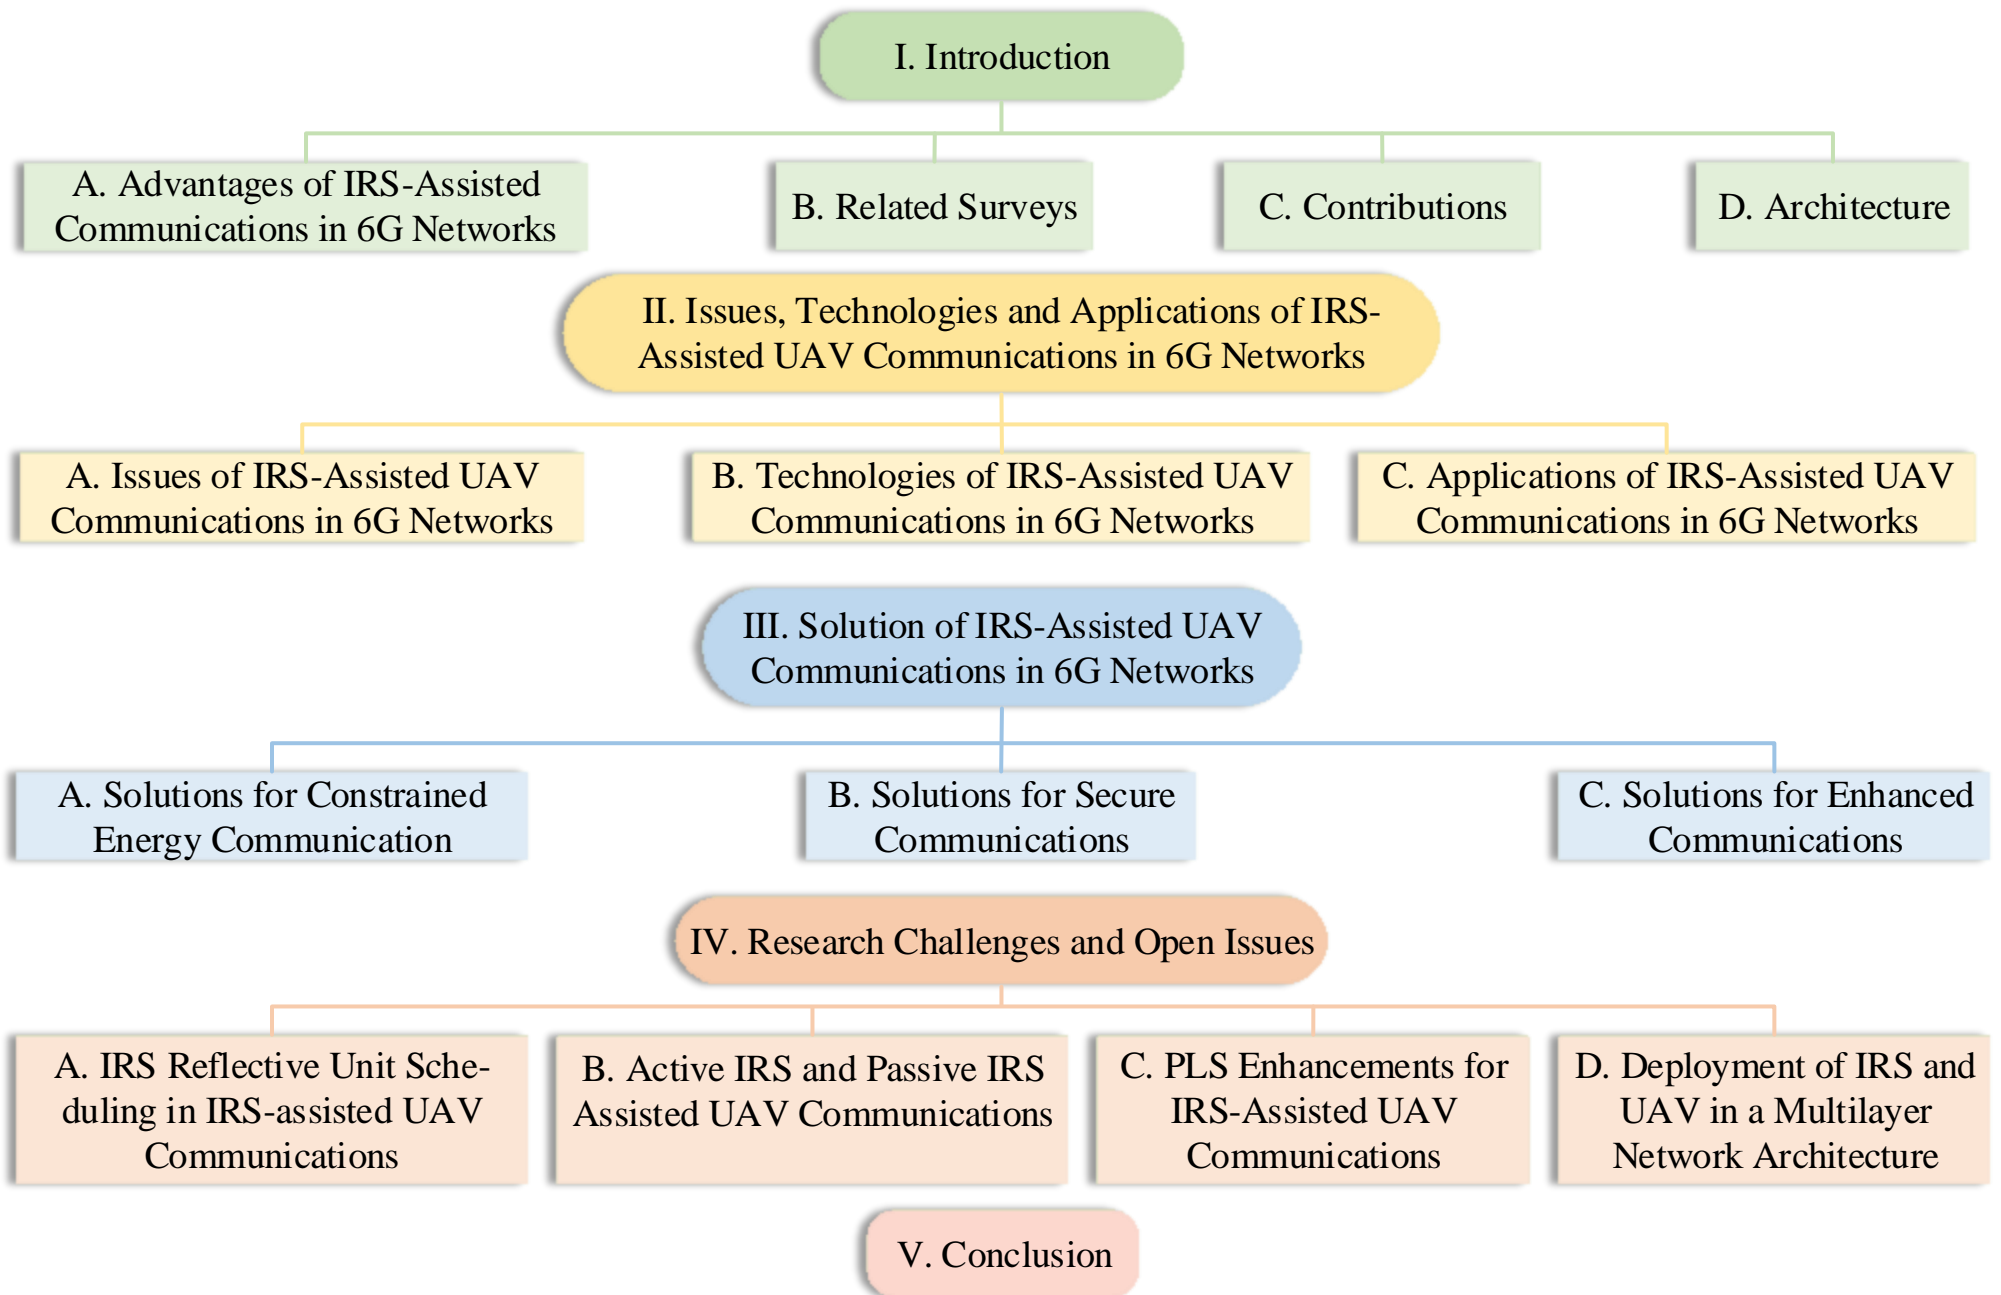 I. Introduction
A. Advantages of IRS-Assisted
Communications in 6G Networks
B. Related Surveys
C. Contributions
D. Architecture
II. Issues, Technologies and Applications of IRS-
Assisted UAV Communications in 6G Networks
A. Issues of IRS-Assisted UAV
Communications in 6G Networks
B. Technologies of IRS-Assisted UAV
Communications in 6G Networks
C. Applications of IRS-Assisted UAV
Communications in 6G Networks
III. Solution of IRS-Assisted UAV
Communications in 6G Networks
A. Solutions for Constrained
Energy Communication
B. Solutions for Secure
Communications
C. Solutions for Enhanced
Communications
IV. Research Challenges and Open Issues
A. IRS Reflective Unit Sche-
duling in IRS-assisted UAV
Communications
B. Active IRS and Passive IRS
Assisted UAV Communications
C. PLS Enhancements for
IRS-Assisted UAV
Communications
D. Deployment of IRS and
UAV in a Multilayer
Network Architecture
V. Conclusion